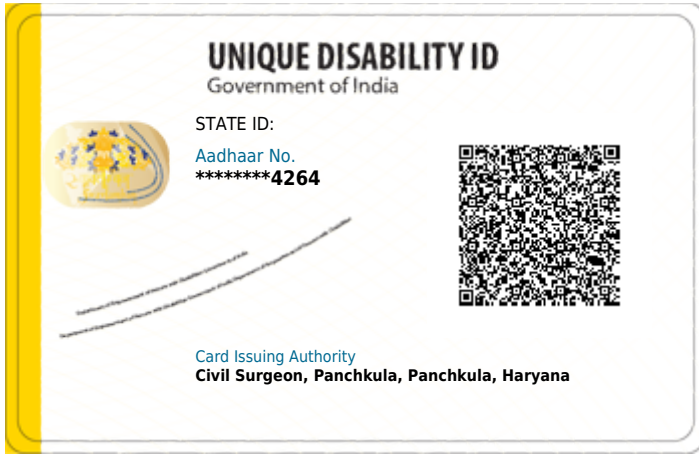 UNIQUE DISABILITY ID
Government of India
STATE ID:
Aadhaar No.
********4264
Card Issuing Authority
Civil Surgeon, Panchkula, Panchkula, Haryana